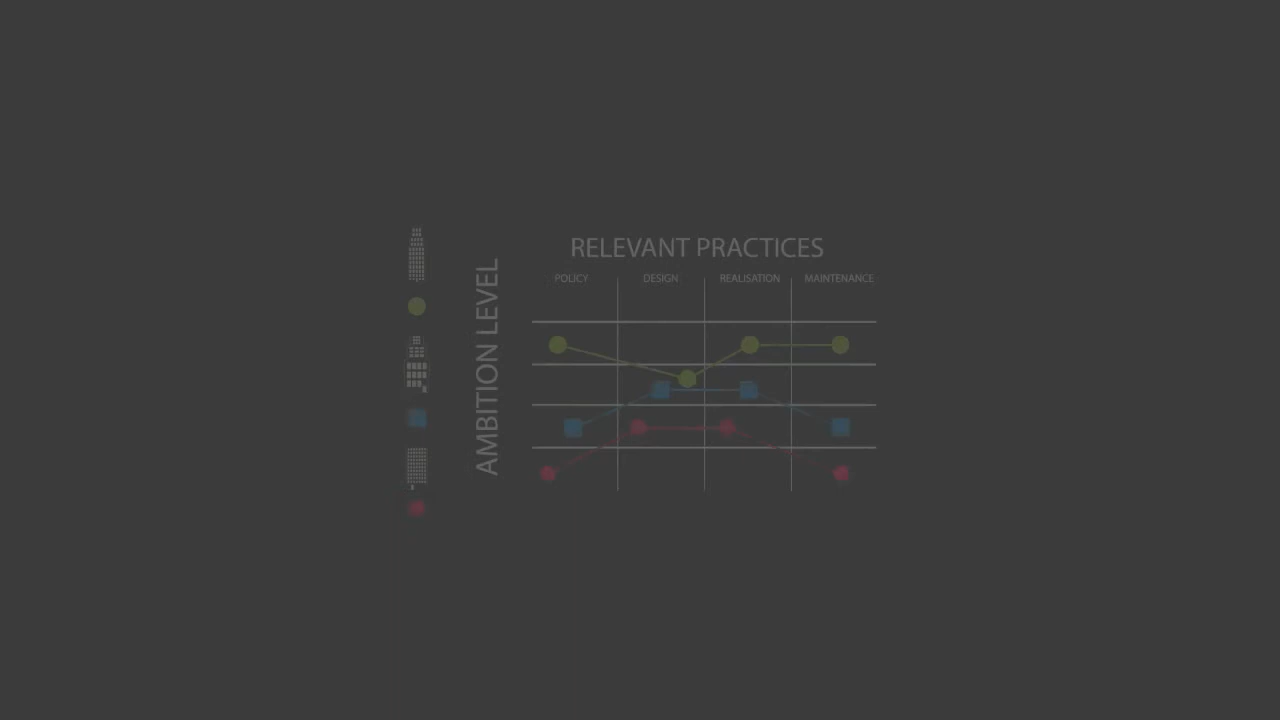 RELEVANT PRACTICES
POLICY DESIGN REALISATION MAINTENANCE
AMBITION LEVEL